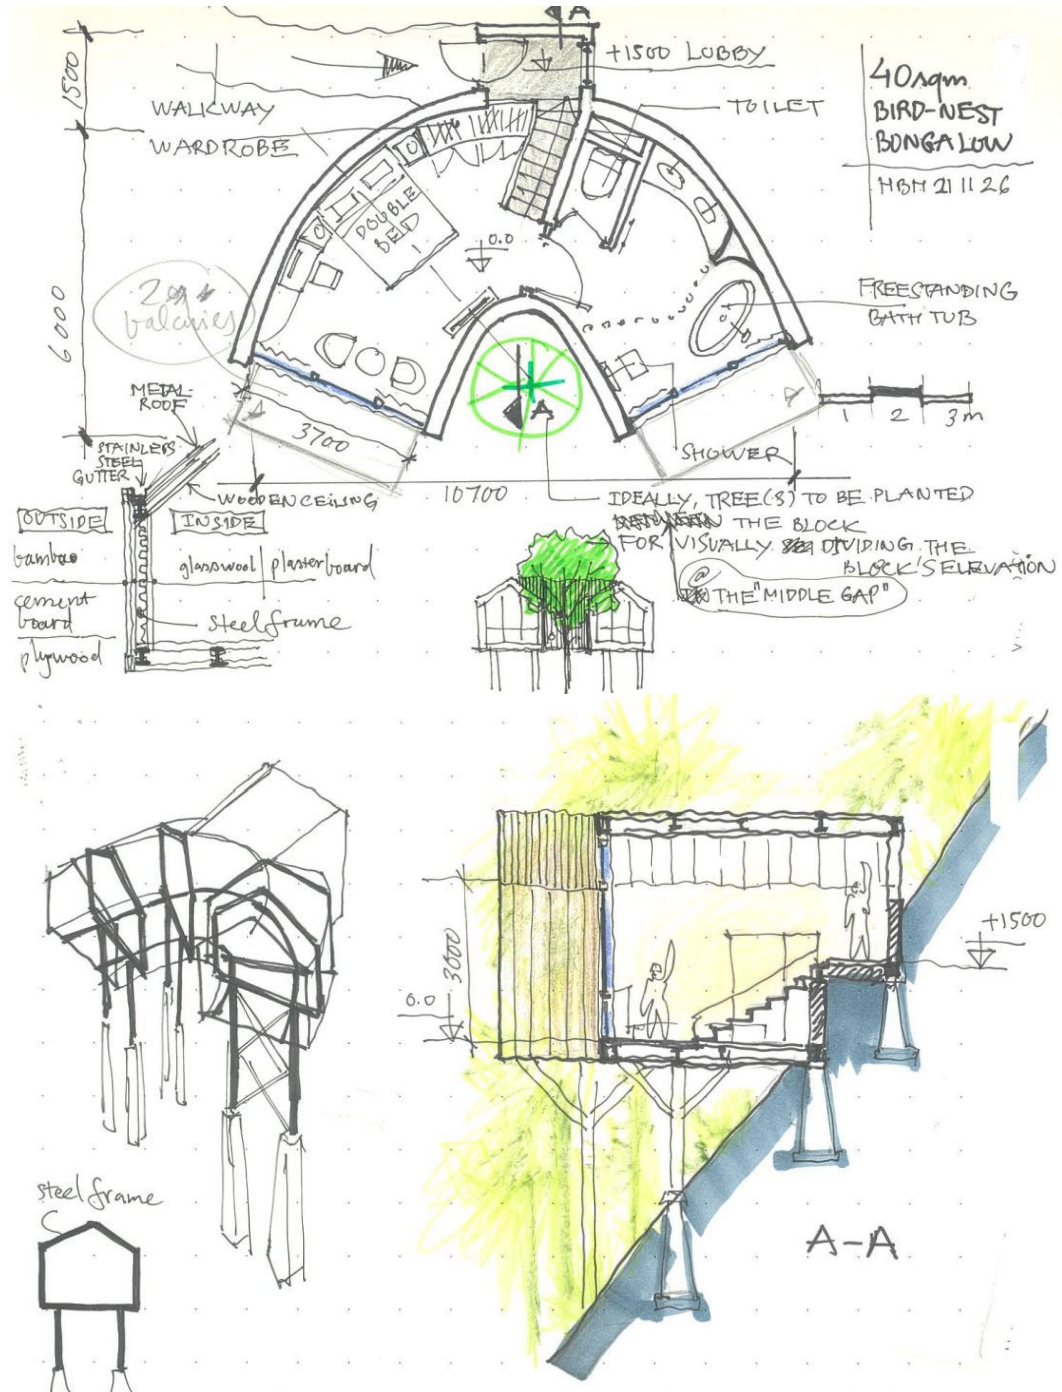 A
1500
+1500 LOBBY
WALKWAY
WARDROBE
TOILET
40sqm
BIRD-NEST
BONGALOW
HBH 21 11 26
DOUBLE
BED
0.0
6000
balconies
FREESTANDING
BATH TUB
METAL
ROOF
A
3700
1 2 3m
STAINLESS
STEEL
GUTTER
SHOWER
WOODEN CEILING
10700
OUTSIDE
INSIDE
IDEALLY, TREE(S) TO BE PLANTED
THE BLOCK
FOR VISUALLY DIVIDING THE
BLOCK'S ELEVATION
@
THE "MIDDLE GAP"
bamboo
glasswool | plasterboard
cement
board
steel frame
plywood
+1500
3000
0.0
A-A
steel frame